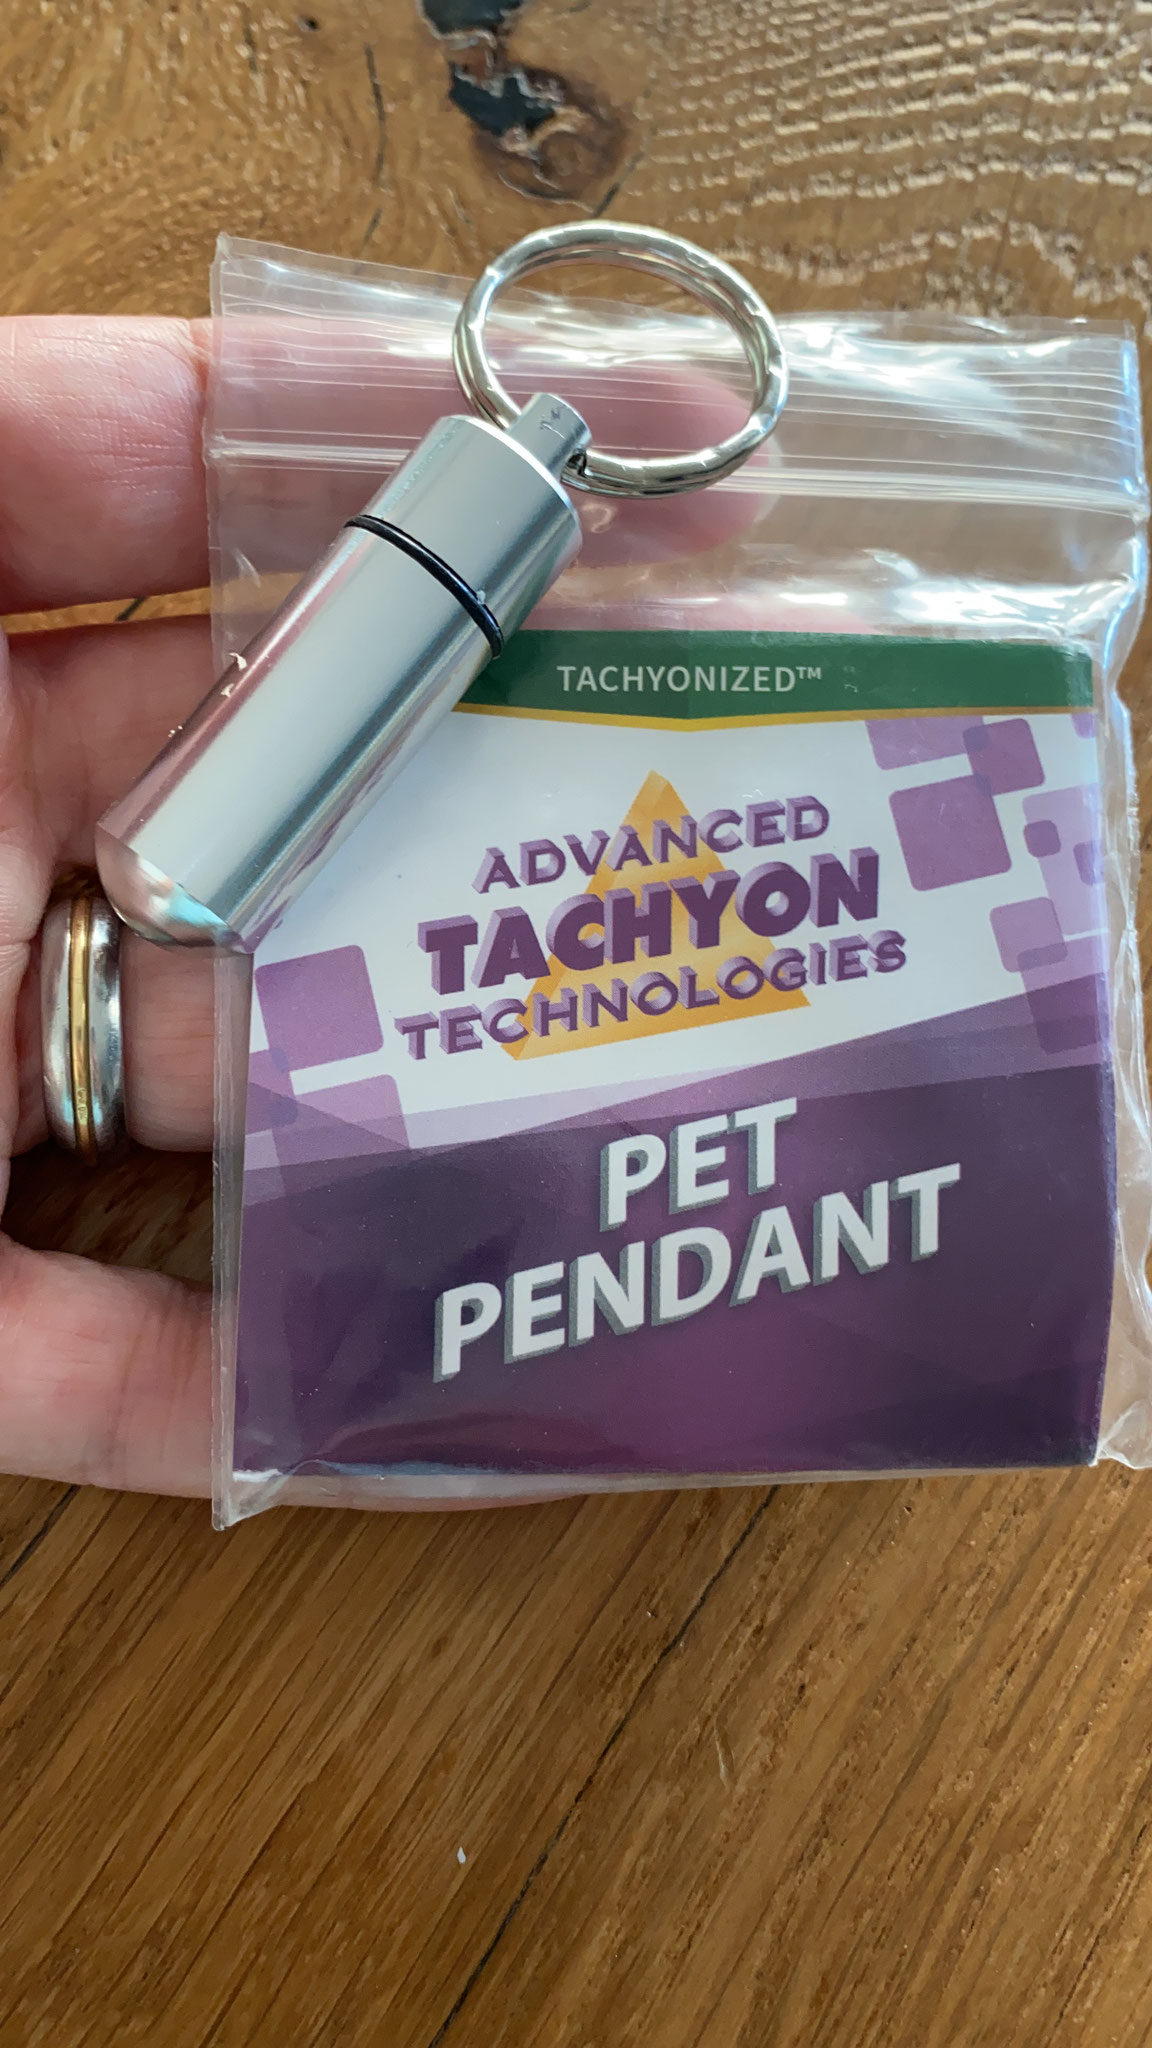 TACHYONIZED™
ADVANCED
TACHYON
TECHNOLOGIES
PET
PENDANT